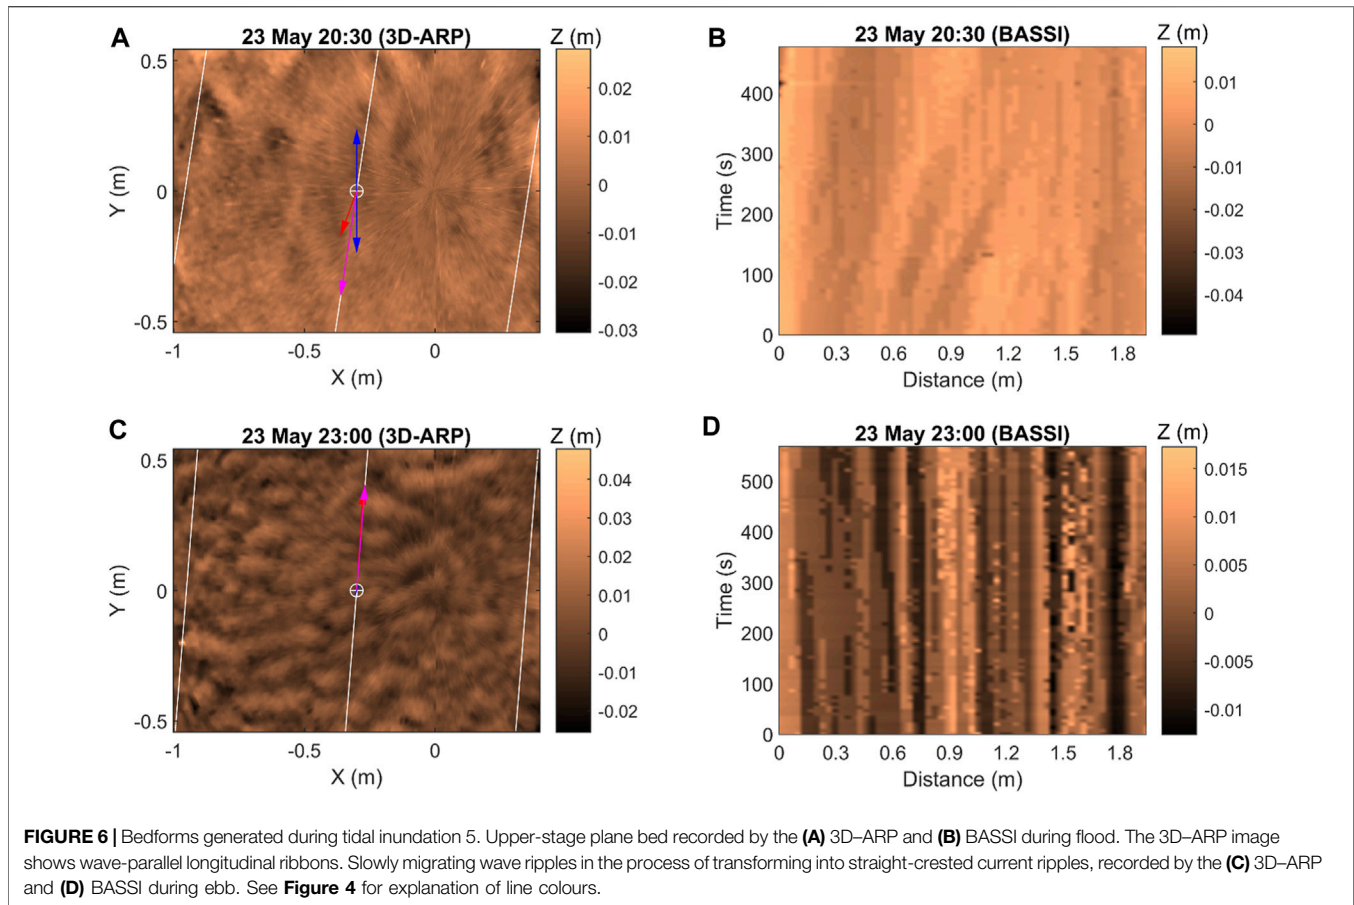 A
23 May 20:30 (3D-ARP)
Z (m)
0.5
0
-0.5
Y (m)
-1
-0.5
0
X (m)
0.02
0.01
0
-0.01
-0.02
-0.03
B
23 May 20:30 (BASSI)
Z (m)
400
300
200
100
0
Time (s)
0
0.3
0.6
0.9
1.2
1.5
1.8
Distance (m)
0.01
0
-0.01
-0.02
-0.03
-0.04
C
23 May 23:00 (3D-ARP)
Z (m)
0.5
0
-0.5
Y (m)
-1
-0.5
0
X (m)
0.04
0.03
0.02
0.01
0
-0.01
-0.02
D
23 May 23:00 (BASSI)
Z (m)
500
400
300
200
100
0
Time (s)
0
0.3
0.6
0.9
1.2
1.5
1.8
Distance (m)
0.015
0.01
0.005
0
-0.005
-0.01
FIGURE 6 | Bedforms generated during tidal inundation 5. Upper-stage plane bed recorded by the (A) 3D–ARP and (B) BASSI during flood. The 3D–ARP image
shows wave-parallel longitudinal ribbons. Slowly migrating wave ripples in the process of transforming into straight-crested current ripples, recorded by the (C) 3D–ARP
and (D) BASSI during ebb. See Figure 4 for explanation of line colours.